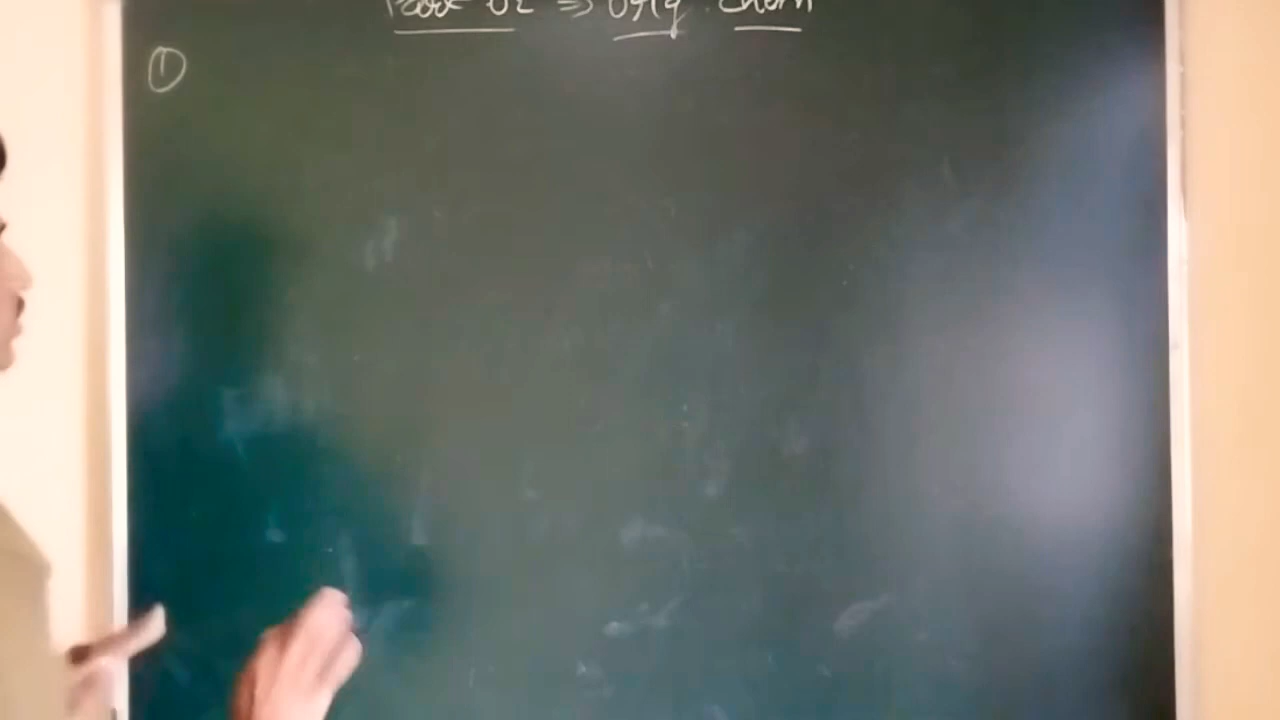 Part 02 ⇒ Org. Chem
①